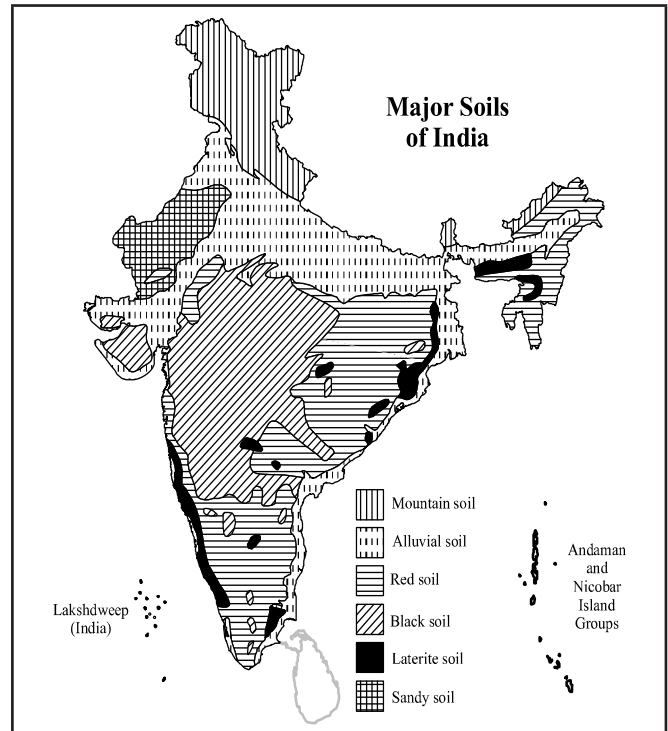 Major Soils
of India
Mountain soil
Alluvial soil
Red soil
Black soil
Laterite soil
Sandy soil
Lakshdweep
(India)
Andaman
and
Nicobar
Island
Groups